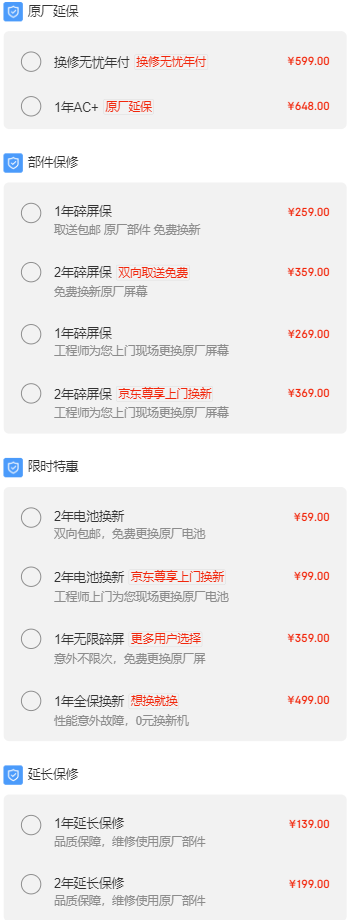 原厂延保
换修无忧年付 换修无忧年付 ¥599.00
1年AC+ 原厂延保 ¥648.00
部件保修
1年碎屏保 ¥259.00
取送包邮 原厂部件 免费换新
2年碎屏保 双向取送免费 ¥359.00
免费换新原厂屏幕
1年碎屏保 ¥269.00
工程师为您上门现场更换原厂屏幕
2年碎屏保 京东尊享上门换新 ¥369.00
工程师为您上门现场更换原厂屏幕
限时特惠
2年电池换新 ¥59.00
双向包邮，免费更换原厂电池
2年电池换新 京东尊享上门换新 ¥99.00
工程师上门为您现场更换原厂电池
1年无限碎屏 更多用户选择 ¥359.00
意外不限次，免费更换原厂屏
1年全保换新 想换就换 ¥499.00
性能意外故障，0元换新机
延长保修
1年延长保修 ¥139.00
品质保障，维修使用原厂部件
2年延长保修 ¥199.00
品质保障，维修使用原厂部件